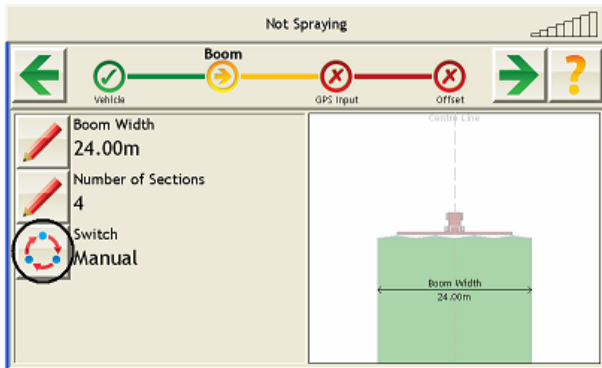 Not Spraying
Boom
Vehicle
GPS Input
Offset
Boom Width
24.00m
Number of Sections
4
Switch
Manual
Centre Line
Boom Width
24.00m
?